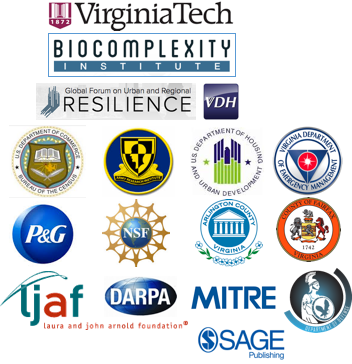 VirginiaTech
1872
BIOCOMPLEXITY
INSTITUTE
Global Forum on Urban and Regional
RESILIENCE
VDH
U.S. DEPARTMENT OF COMMERCE
BUREAU OF THE CENSUS
U.S. DEPARTMENT OF HOUSING
AND URBAN DEVELOPMENT
VIRGINIA DEPARTMENT
OF EMERGENCY MANAGEMENT
P&G
NSF
ARLINGTON COUNTY
VIRGINIA
COUNTY OF FAIRFAX
1742
VIRGINIA
ljaf
laura and john arnold foundation®
DARPA
MITRE
SAGE
Publishing